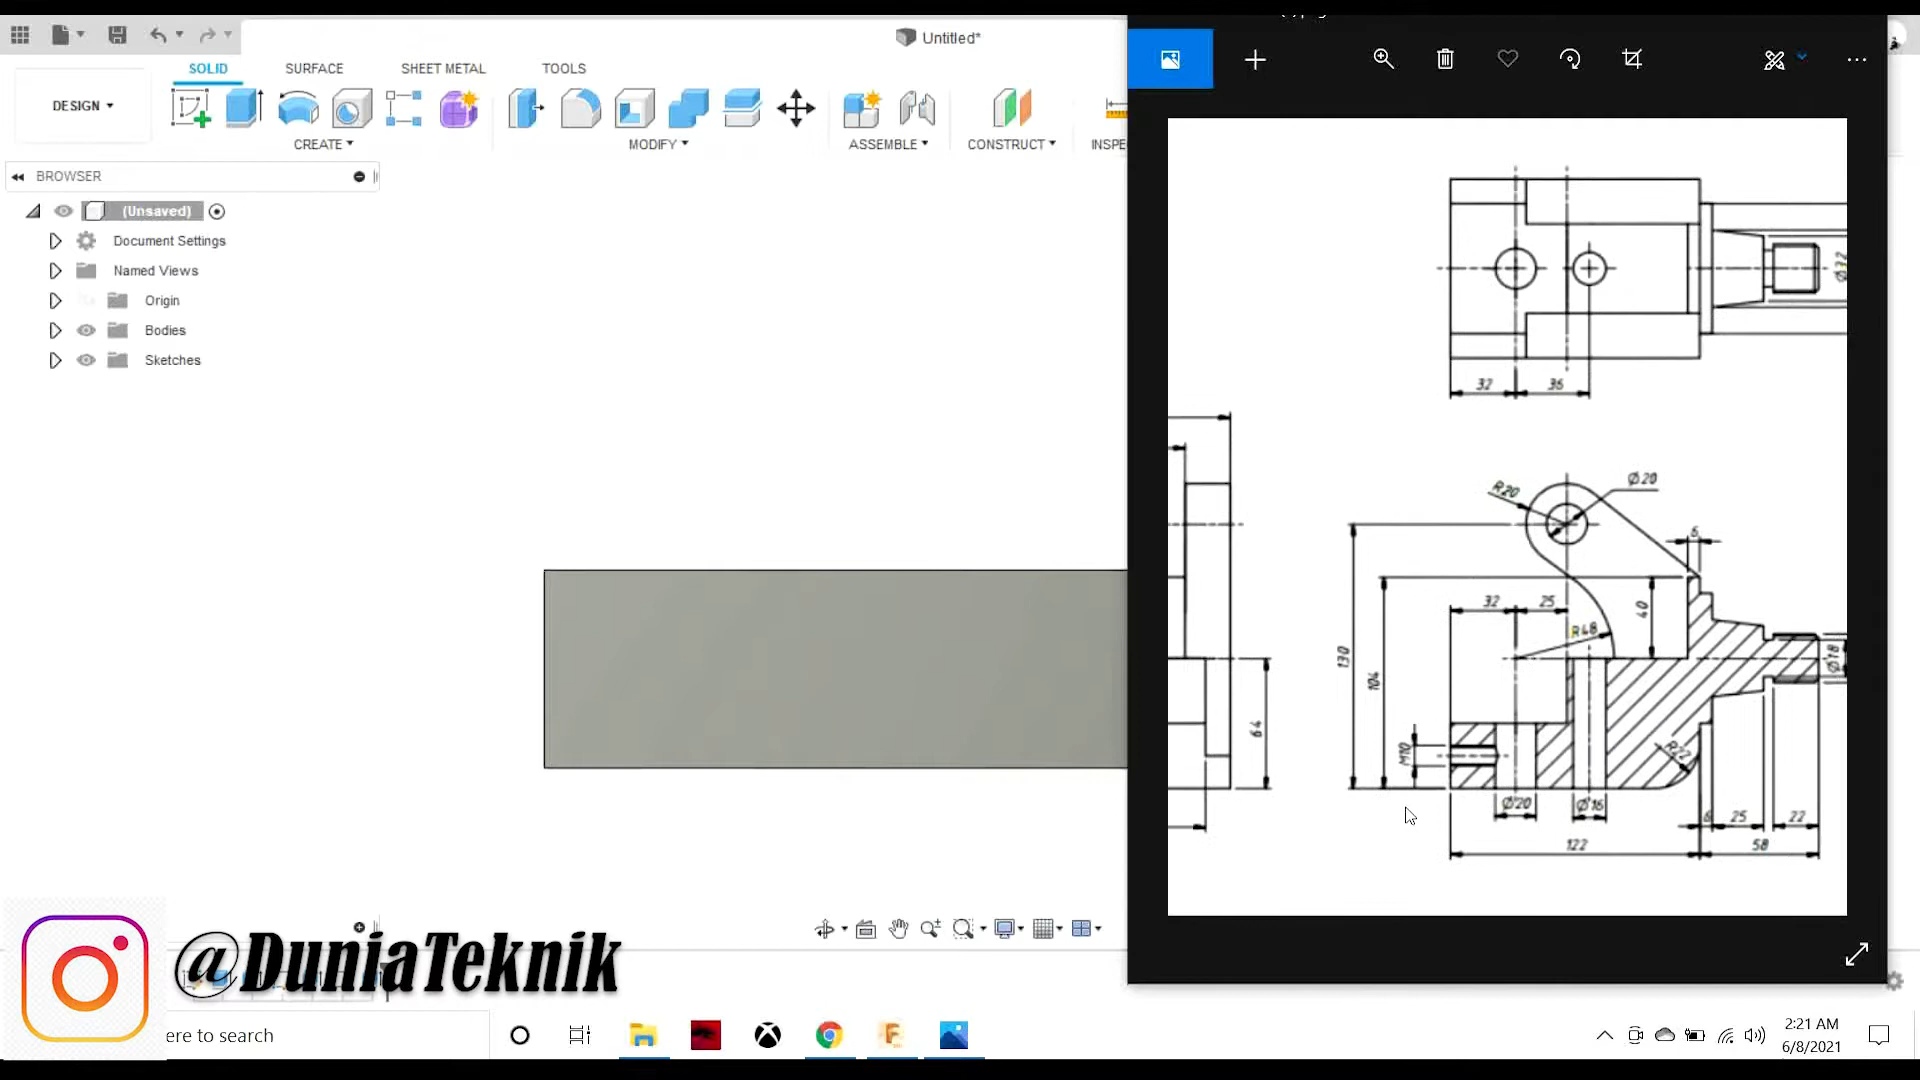 Untitled*
SOLID
SURFACE
SHEET METAL
TOOLS
DESIGN
CREATE
MODIFY
ASSEMBLE
CONSTRUCT
INSPE
BROWSER
(Unsaved)
Document Settings
Named Views
Origin
Bodies
Sketches
32
36
R20
Ø20
6
32
25
40
R48
130
104
Ø18
64
M10
R22
Ø20
Ø16
6
25
22
122
58
@DuniaTeknik
ere to search
2:21 AM
6/8/2021